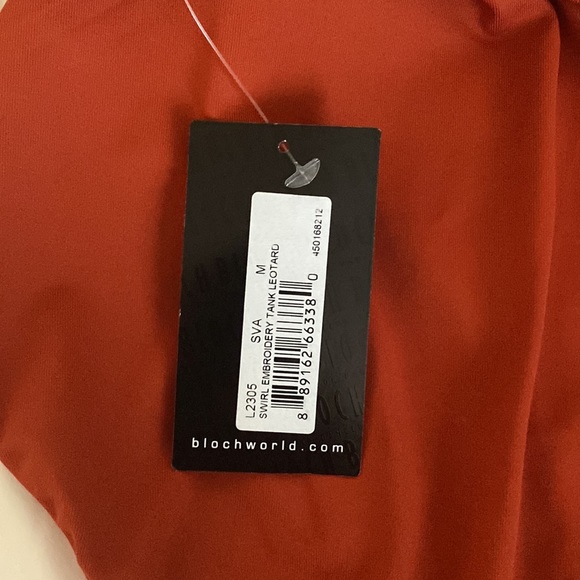 L2305 SVA M
SWIRL EMBROIDERY TANK LEOTARD
8 89162 66338 0
450168212
blochworld.com